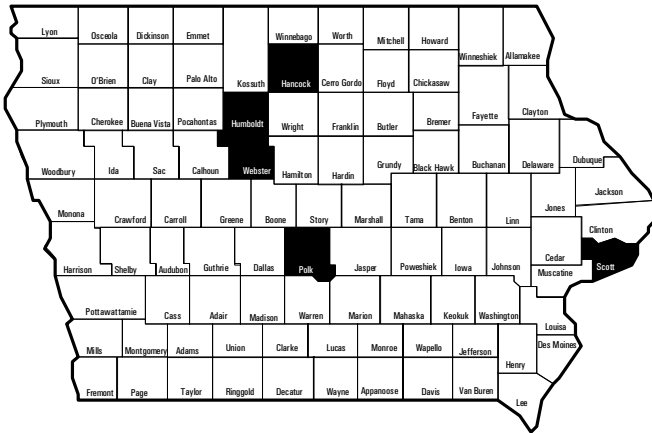 Lyon Osceola Dickinson Emmet Winnebago Worth Mitchell Howard Winneshiek Allamakee
Sioux O'Brien Clay Palo Alto Kossuth Hancock Cerro Gordo Floyd Chickasaw
Plymouth Cherokee Buena Vista Pocahontas Humboldt Wright Franklin Butler Bremer Fayette Clayton
Woodbury Ida Sac Calhoun Webster Hamilton Hardin Grundy Black Hawk Buchanan Delaware Dubuque
Monona Crawford Carroll Greene Boone Story Marshall Tama Benton Linn Jones Jackson
Harrison Shelby Audubon Guthrie Dallas Polk Jasper Poweshiek Iowa Johnson Cedar Clinton
Muscatine Scott
Pottawattamie Cass Adair Madison Warren Marion Mahaska Keokuk Washington Louisa
Mills Montgomery Adams Union Clarke Lucas Monroe Wapello Jefferson Henry Des Moines
Fremont Page Taylor Ringgold Decatur Wayne Appanoose Davis Van Buren Lee